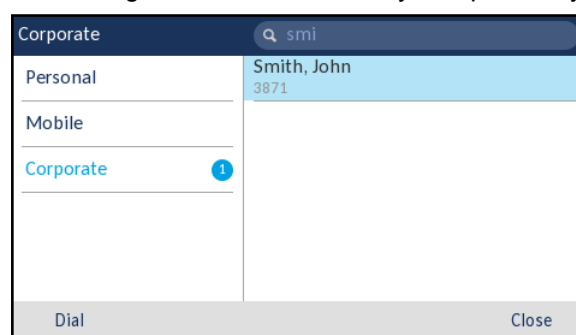 Corporate
smi
Personal
Mobile
Corporate 1
Smith, John
3871
Dial
Close